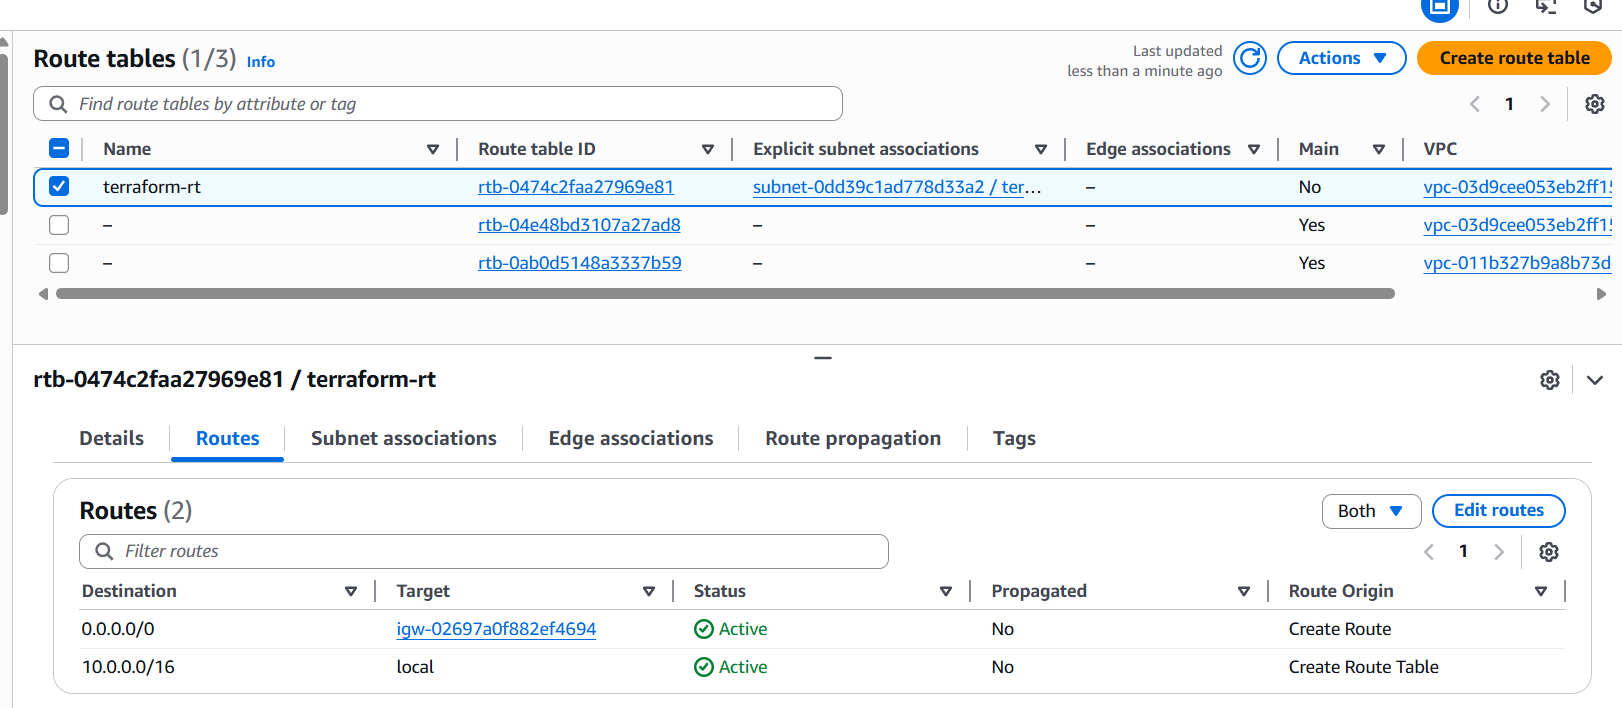 Route tables (1/3) Info
Last updated
less than a minute ago
Actions
Create route table
Find route tables by attribute or tag
1
Name Route table ID Explicit subnet associations Edge associations Main VPC
terraform-rt rtb-0474c2faa27969e81 subnet-0dd39c1ad778d33a2 / ter... – No vpc-03d9cee053eb2ff15
– rtb-04e48bd3107a27ad8 – – Yes vpc-03d9cee053eb2ff15
– rtb-0ab0d5148a3337b59 – – Yes vpc-011b327b9a8b73d
rtb-0474c2faa27969e81 / terraform-rt
Details Routes Subnet associations Edge associations Route propagation Tags
Routes (2)
Both
Edit routes
Filter routes
1
Destination Target Status Propagated Route Origin
0.0.0.0/0 igw-02697a0f882ef4694 Active No Create Route
10.0.0.0/16 local Active No Create Route Table